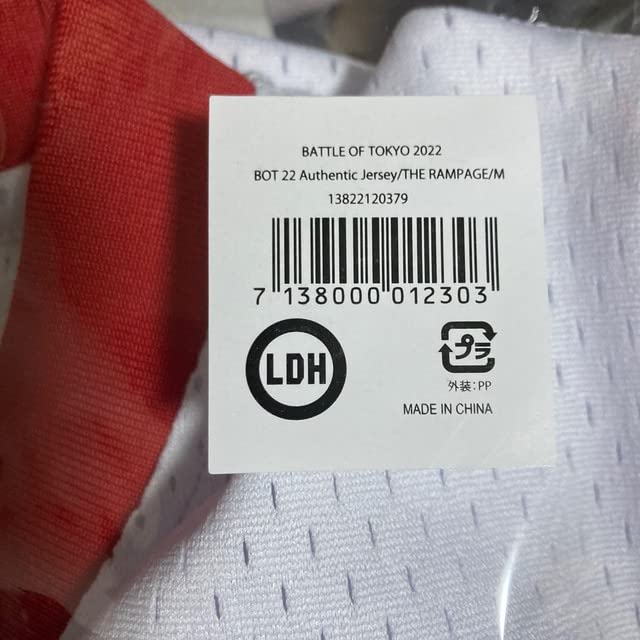 BATTLE OF TOKYO 2022
BOT 22 Authentic Jersey/THE RAMPAGE/M
13822120379
7 138000 012303
LDH
プラ
外装:PP
MADE IN CHINA